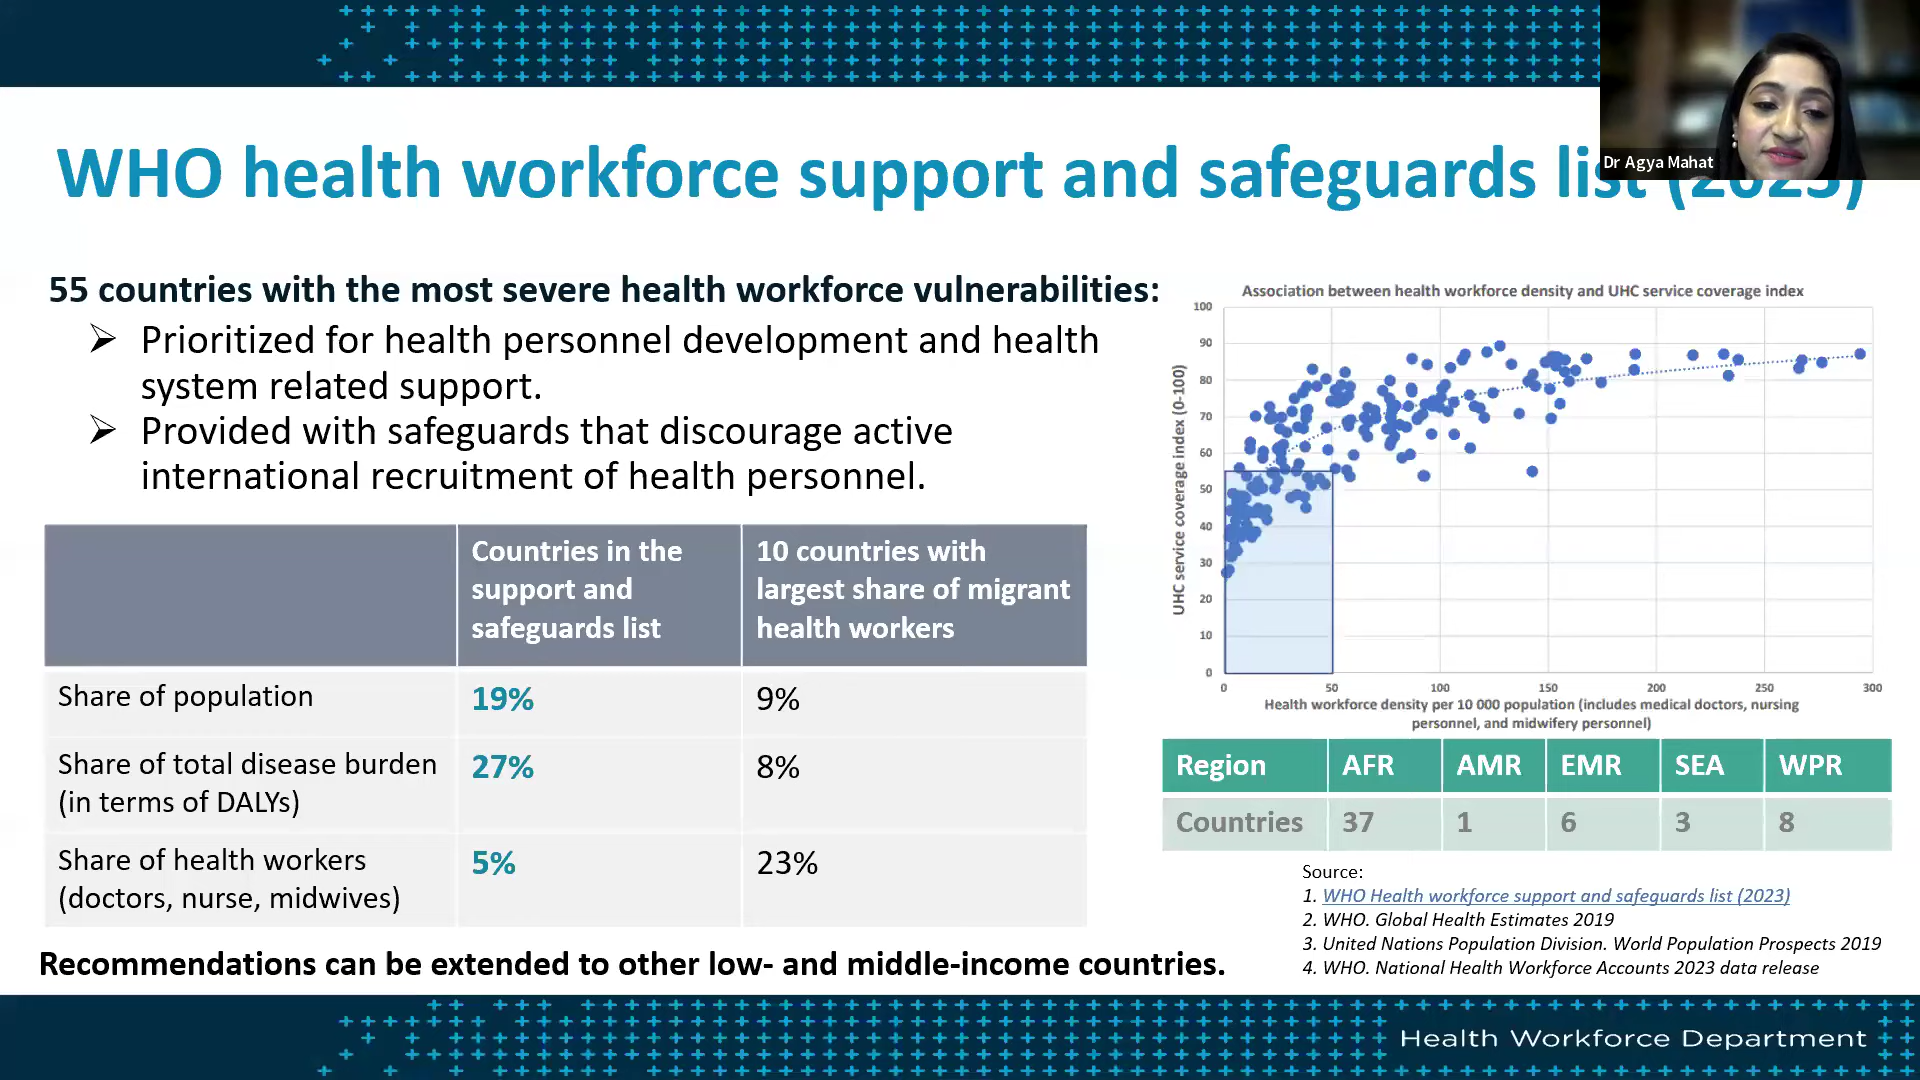 Dr Agya Mahat
WHO health workforce support and safeguards list (2023)
55 countries with the most severe health workforce vulnerabilities:
Prioritized for health personnel development and health
system related support.
Provided with safeguards that discourage active
international recruitment of health personnel.
Countries in the
support and
safeguards list
10 countries with
largest share of migrant
health workers
Share of population
19%
9%
Share of total disease burden
(in terms of DALYs)
27%
8%
Share of health workers
(doctors, nurse, midwives)
5%
23%
Recommendations can be extended to other low- and middle-income countries.
Association between health workforce density and UHC service coverage index
UHC service coverage index (0-100)
100
90
80
70
60
50
40
30
20
10
0
0 50 100 150 200 250 300
Health workforce density per 10 000 population (includes medical doctors, nursing
personnel, and midwifery personnel)
Region AFR AMR EMR SEA WPR
Countries 37 1 6 3 8
Source:
1. WHO Health workforce support and safeguards list (2023)
2. WHO. Global Health Estimates 2019
3. United Nations Population Division. World Population Prospects 2019
4. WHO. National Health Workforce Accounts 2023 data release
Health Workforce Department